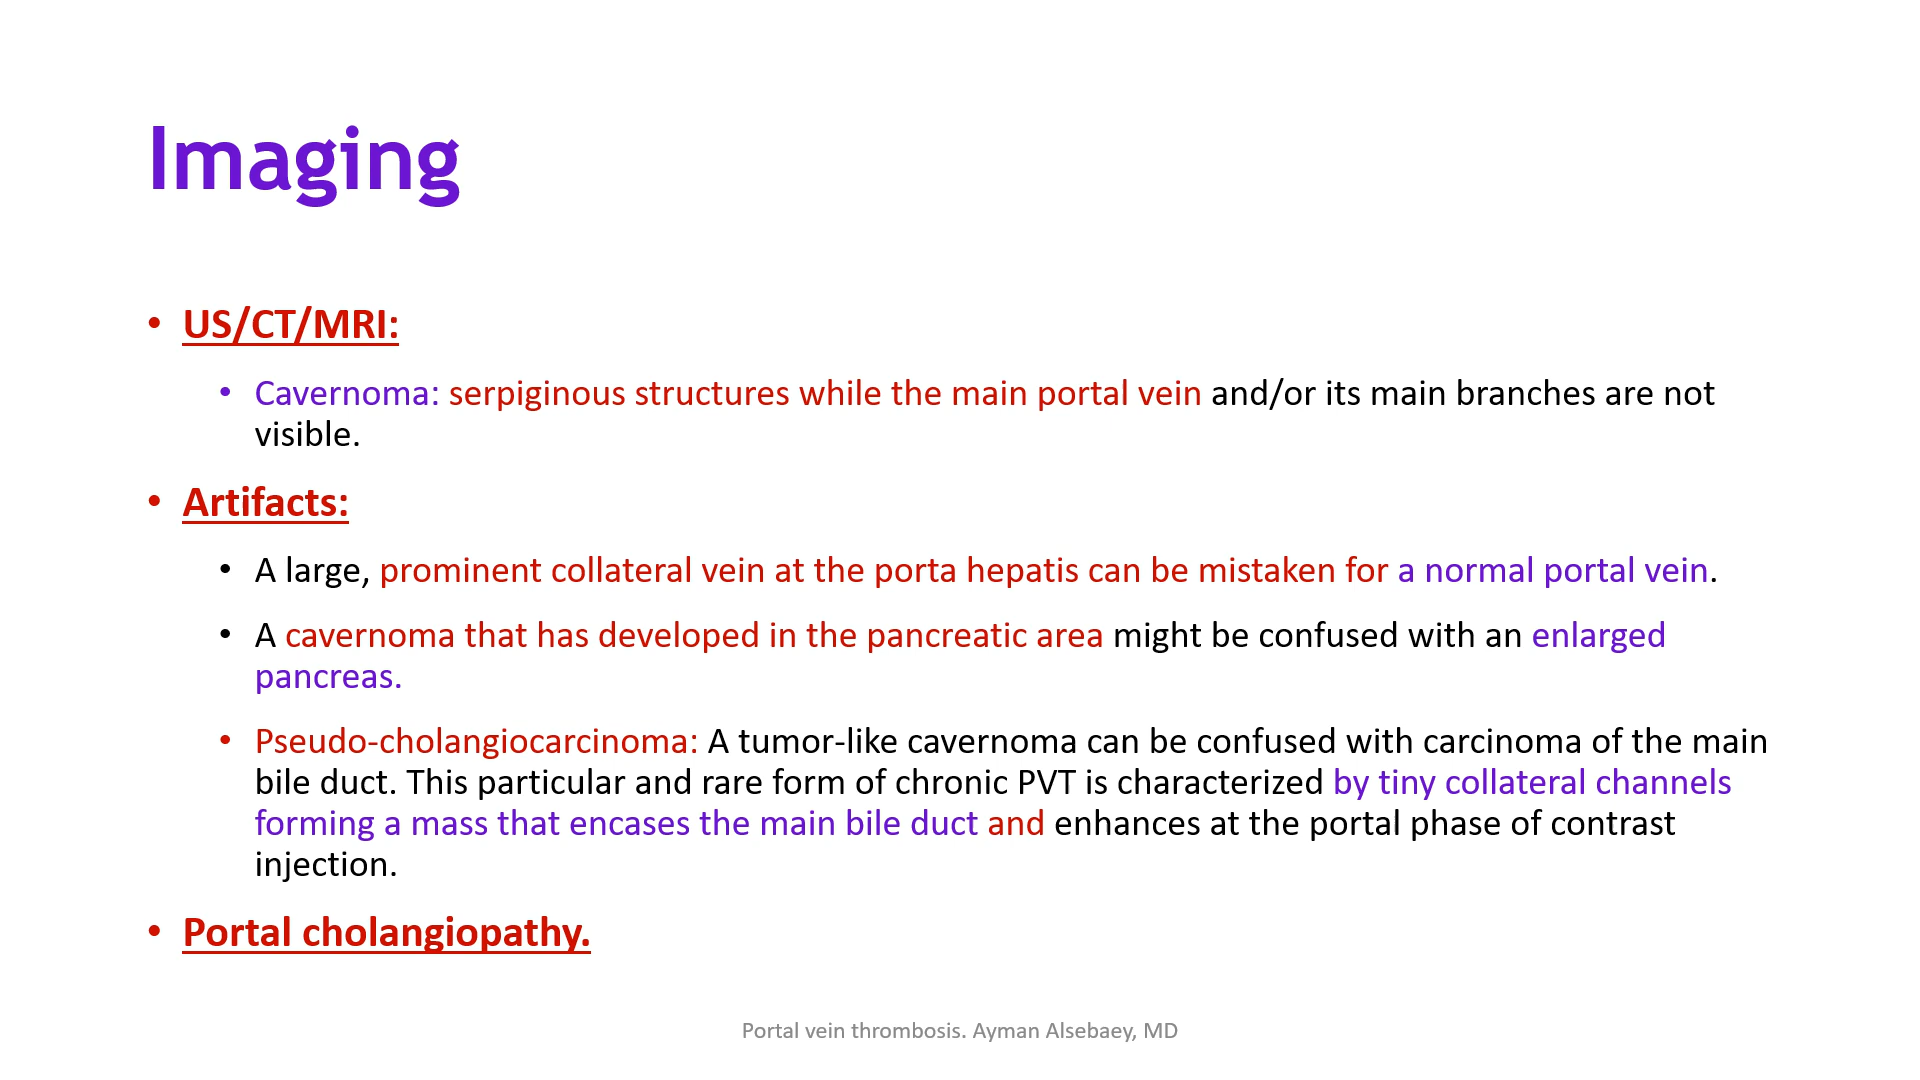 Imaging
• US/CT/MRI:
• Cavernoma: serpiginous structures while the main portal vein and/or its main branches are not
visible.
• Artifacts:
• A large, prominent collateral vein at the porta hepatis can be mistaken for a normal portal vein.
• A cavernoma that has developed in the pancreatic area might be confused with an enlarged
pancreas.
• Pseudo-cholangiocarcinoma: A tumor-like cavernoma can be confused with carcinoma of the main
bile duct. This particular and rare form of chronic PVT is characterized by tiny collateral channels
forming a mass that encases the main bile duct and enhances at the portal phase of contrast
injection.
• Portal cholangiopathy.
Portal vein thrombosis. Ayman Alsebaey, MD